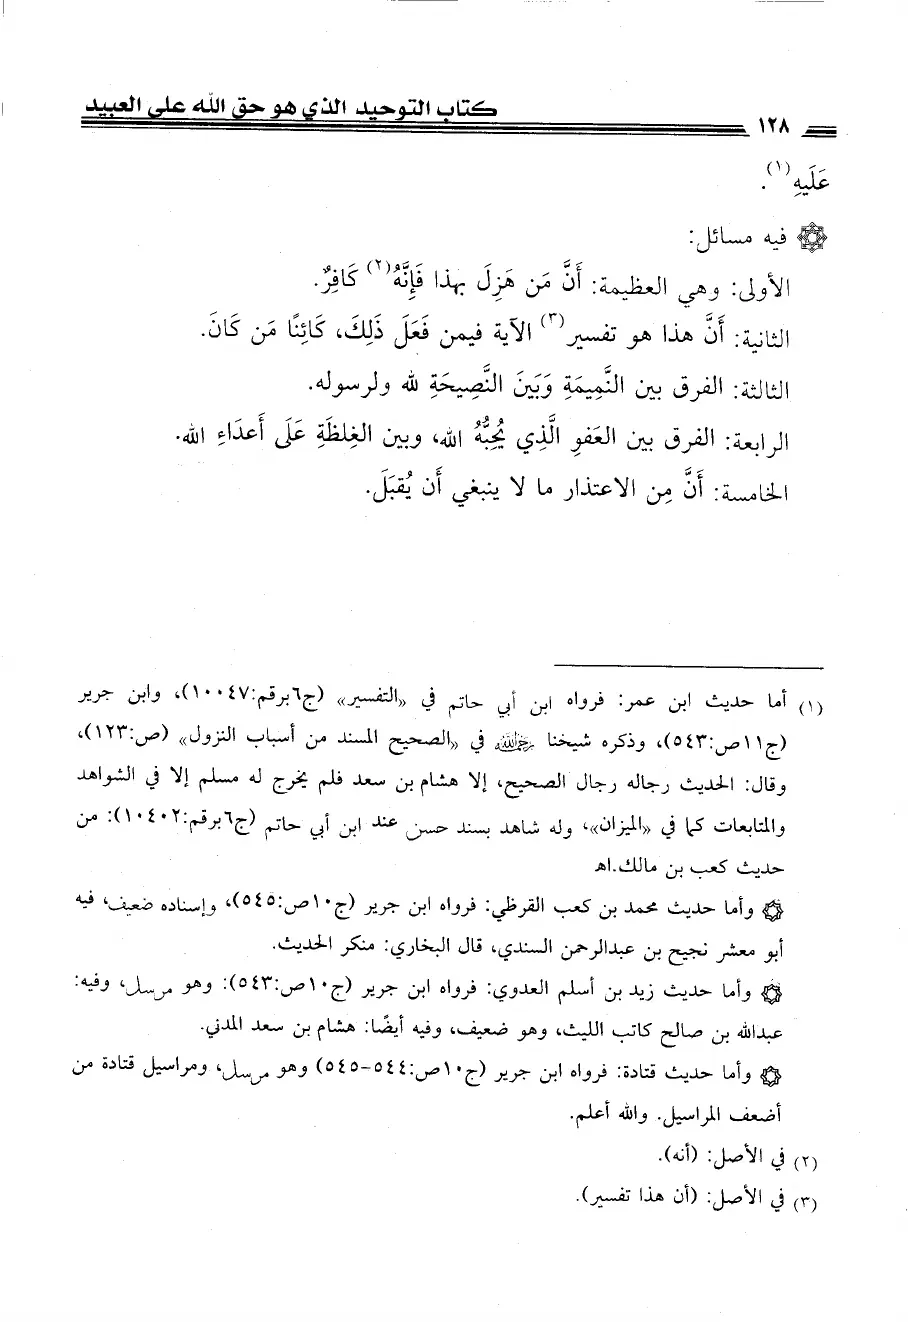 كتاب التوحيد الذي هو حق الله على العبيد
١٢٨
عَلَيهِ(١).
فيه مسائل:
الأولى: وهي العظيمة: أَنَّ مَن هَزِلَ بهذا فَإِنَّهُ(٢) كَافِرٌ.
الثانية: أَنَّ هذا هو تفسير(٣) الآية فيمن فَعَلَ ذَلِكَ، كَائِنًا مَن كَانَ.
الثالثة: الفرق بين النَّمِيمَةِ وَبَينَ النَّصِيحَةِ لله ولرسوله.
الرابعة: الفرق بين العَفوِ الَّذِي يُحِبُّهُ الله، وبين الغِلظَةِ عَلَى أَعدَاءِ الله.
الخامسة: أَنَّ مِن الاعتذار ما لا ينبغي أن يُقبَلَ.
(١) أما حديث ابن عمر: فرواه ابن أبي حاتم في «التفسير» (ج٦برقم:١٠٠٤٧)، وابن جرير
(ج١١ص:٥٤٣)، وذكره شيخنا رحمه الله في «الصحيح المسند من أسباب النزول» (ص:١٢٣)،
وقال: الحديث رجاله رجال الصحيح، إلا هشام بن سعد فلم يخرج له مسلم إلا في الشواهد
والمتابعات كما في «الميزان»، وله شاهد بسند حسن عند ابن أبي حاتم (ج٦برقم:١٠٤٠٢): من
حديث كعب بن مالك.اهـ
وأما حديث محمد بن كعب القرظي: فرواه ابن جرير (ج١٠ص:٥٤٥)، وإسناده ضعيف، فيه
أبو معشر نجيح بن عبدالرحمن السندي، قال البخاري: منكر الحديث.
وأما حديث زيد بن أسلم العدوي: فرواه ابن جرير (ج١٠ص:٥٤٣): وهو مرسل، وفيه:
عبدالله بن صالح كاتب الليث، وهو ضعيف، وفيه أيضًا: هشام بن سعد المدني.
وأما حديث قتادة: فرواه ابن جرير (ج١٠ص:٥٤٤-٥٤٥) وهو مرسل، ومراسيل قتادة من
أضعف المراسيل. والله أعلم.
(٢) في الأصل: (أنه).
(٣) في الأصل: (أن هذا تفسير).